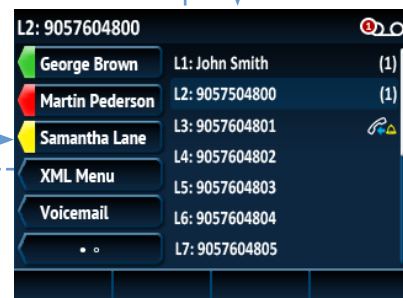 L2: 9057604800
1
George Brown
Martin Pederson
Samantha Lane
XML Menu
Voicemail
L1: John Smith (1)
L2: 9057504800 (1)
L3: 9057604801
L4: 9057604802
L5: 9057604803
L6: 9057604804
L7: 9057604805